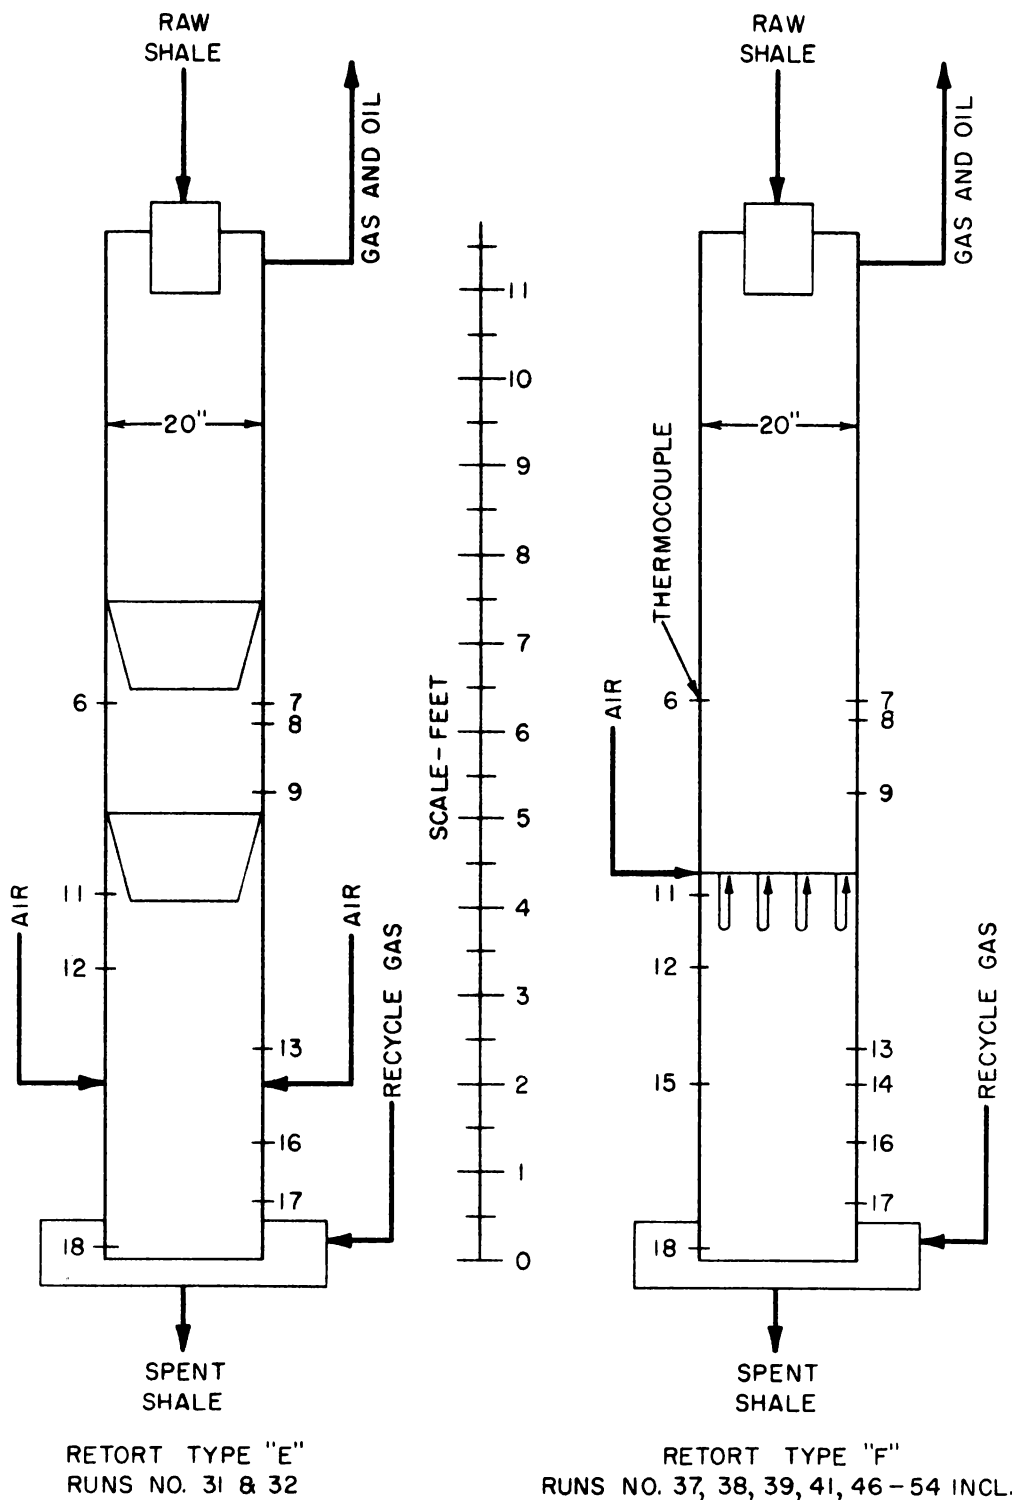 RAW
SHALE
GAS AND OIL
20"
6
7
8
9
11
12
13
16
17
18
AIR
AIR
RECYCLE GAS
SPENT
SHALE
RETORT TYPE "E"
RUNS NO. 31 & 32
11
10
9
8
7
6
5
4
3
2
1
0
SCALE-FEET
RAW
SHALE
GAS AND OIL
20"
THERMOCOUPLE
AIR
6
7
8
9
11
12
13
15
14
16
17
18
RECYCLE GAS
SPENT
SHALE
RETORT TYPE "F"
RUNS NO. 37, 38, 39, 41, 46-54 INCL.